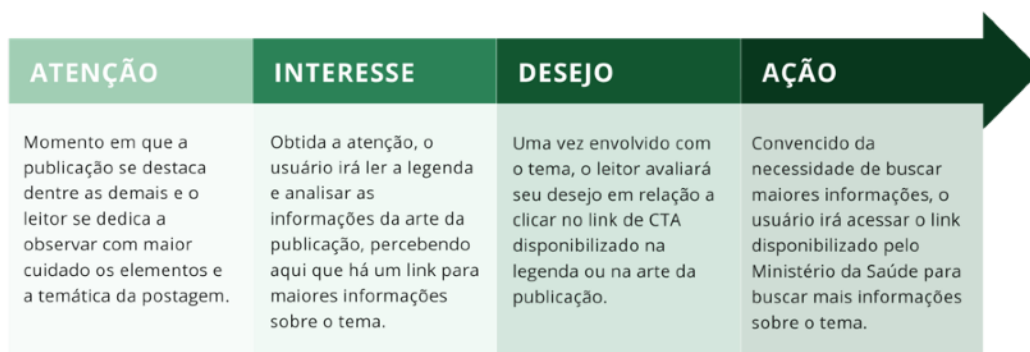 ATENÇÃO
Momento em que a
publicação se destaca
dentre as demais e o
leitor se dedica a
observar com maior
cuidado os elementos e
a temática da postagem.
INTERESSE
Obtida a atenção, o
usuário irá ler a legenda
e analisar as
informações da arte da
publicação, percebendo
aqui que há um link para
maiores informações
sobre o tema.
DESEJO
Uma vez envolvido com
o tema, o leitor avaliará
seu desejo em relação a
clicar no link de CTA
disponibilizado na
legenda ou na arte da
publicação.
AÇÃO
Convencido da
necessidade de buscar
maiores informações, o
usuário irá acessar o link
disponibilizado pelo
Ministério da Saúde para
buscar mais informações
sobre o tema.